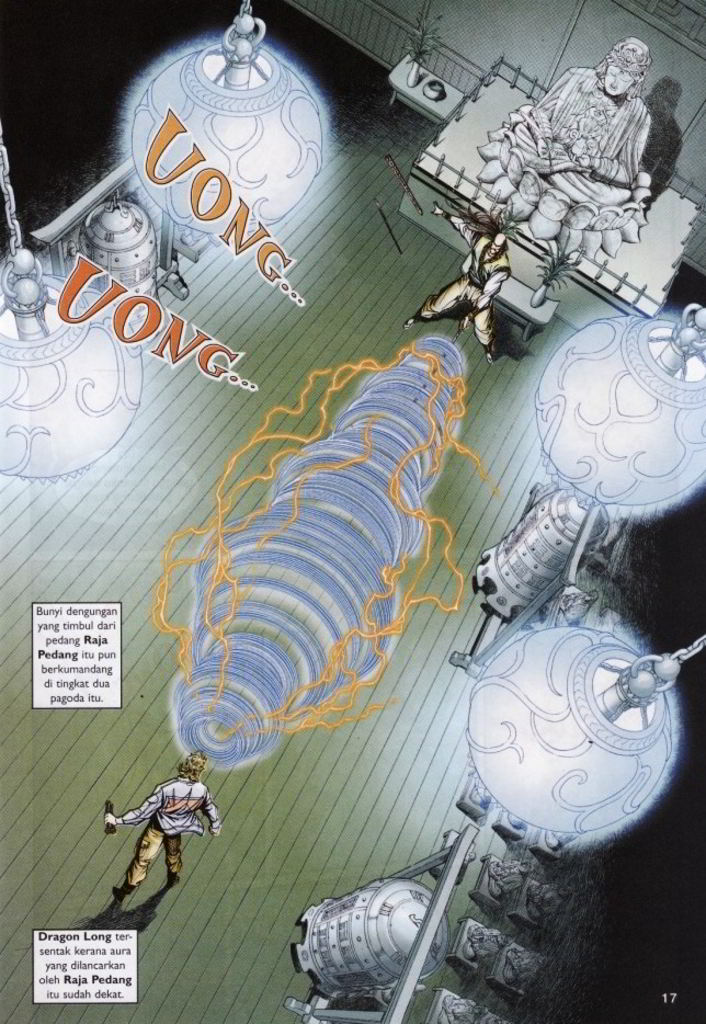 UONG...
UONG...
Bunyi dengungan
yang timbul dari
pedang Raja
Pedang itu pun
berkumandang
di tingkat dua
pagoda itu.
Dragon Long ter-
sentak kerana aura
yang dilancarkan
oleh Raja Pedang
itu sudah dekat.
17